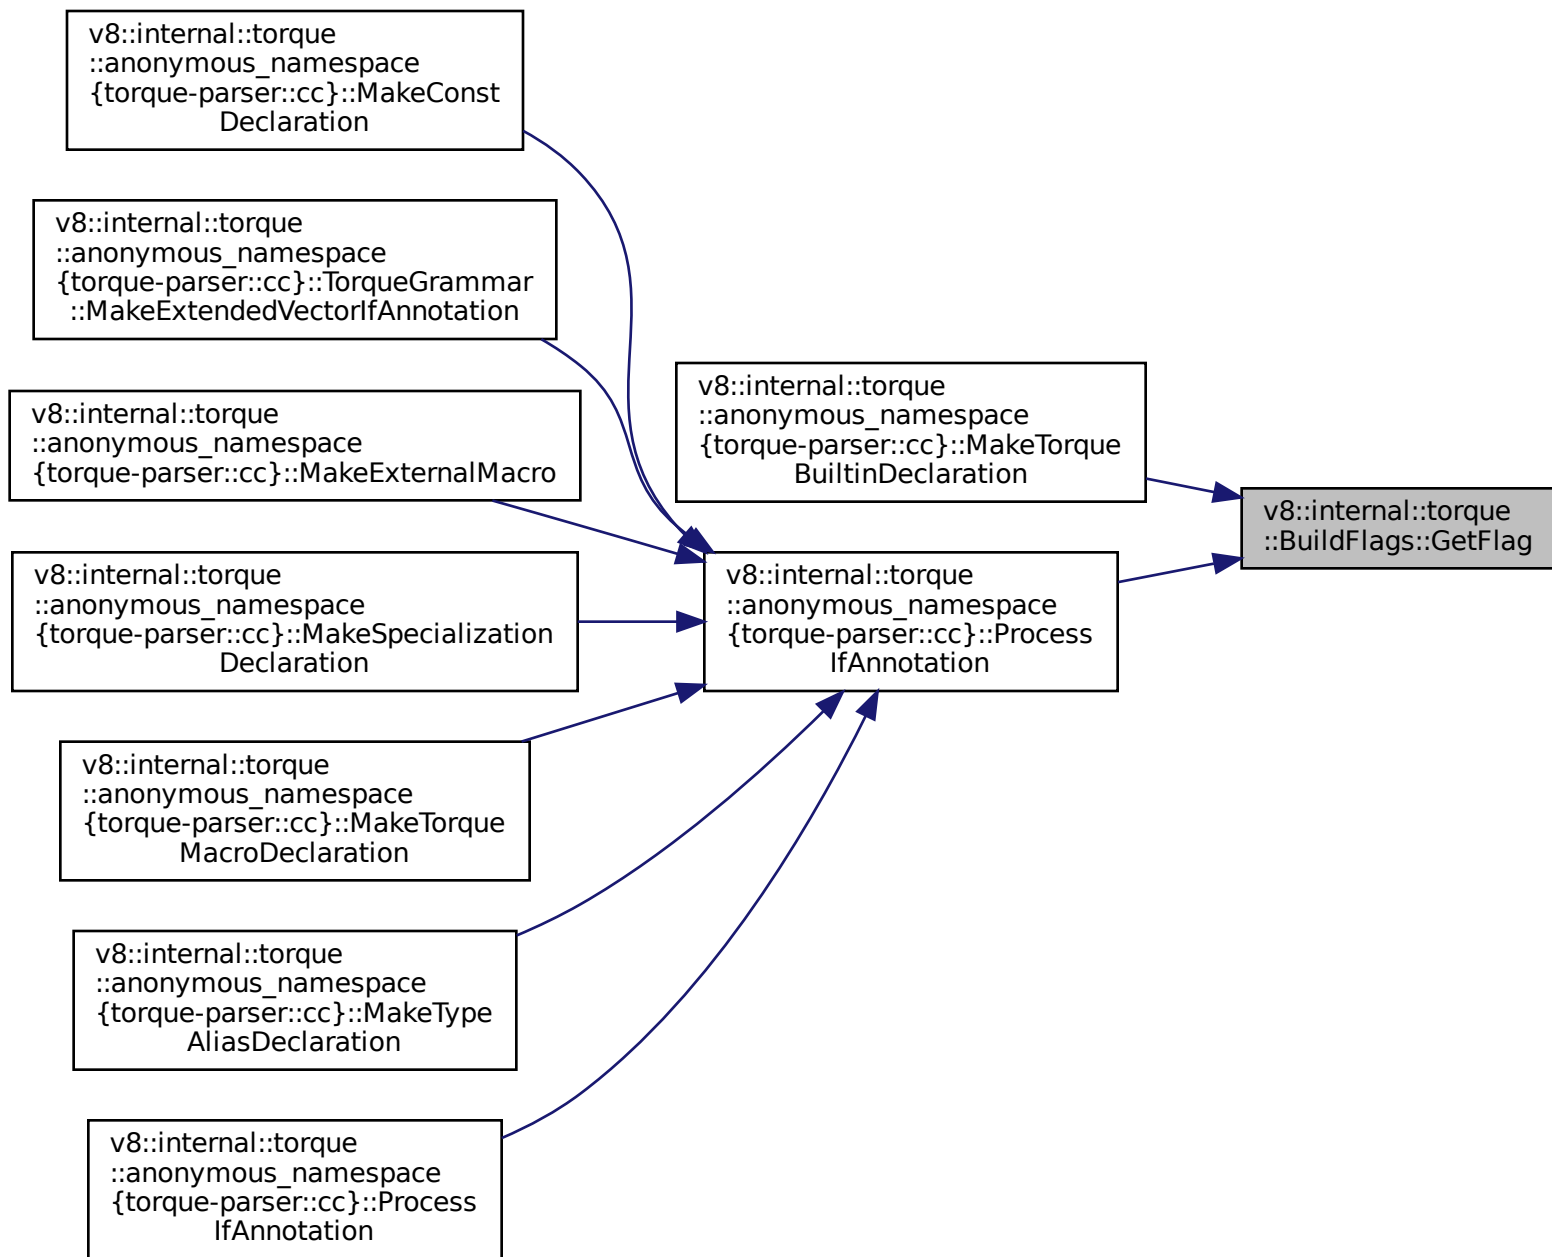 v8::internal::torque
::anonymous_namespace
{torque-parser::cc}::MakeConst
Declaration
v8::internal::torque
::anonymous_namespace
{torque-parser::cc}::TorqueGrammar
::MakeExtendedVectorIfAnnotation
v8::internal::torque
::anonymous_namespace
{torque-parser::cc}::MakeExternalMacro
v8::internal::torque
::anonymous_namespace
{torque-parser::cc}::MakeSpecialization
Declaration
v8::internal::torque
::anonymous_namespace
{torque-parser::cc}::MakeTorque
MacroDeclaration
v8::internal::torque
::anonymous_namespace
{torque-parser::cc}::MakeType
AliasDeclaration
v8::internal::torque
::anonymous_namespace
{torque-parser::cc}::Process
IfAnnotation
v8::internal::torque
::anonymous_namespace
{torque-parser::cc}::MakeTorque
BuiltinDeclaration
v8::internal::torque
::anonymous_namespace
{torque-parser::cc}::Process
IfAnnotation
v8::internal::torque
::BuildFlags::GetFlag